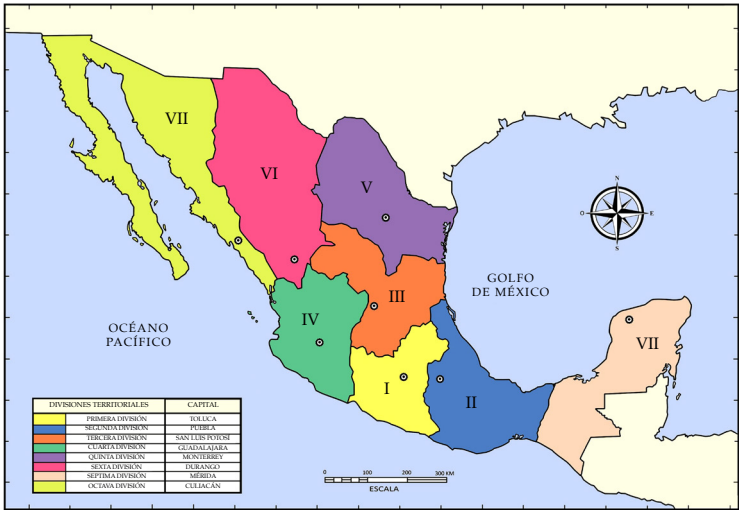 VII
VI
V
N
O
E
S
GOLFO
DE MÉXICO
III
IV
OCÉANO
PACÍFICO
VII
I
II
DIVISIONES TERRITORIALES CAPITAL
PRIMERA DIVISIÓN TOLUCA
SEGUNDA DIVISIÓN PUEBLA
TERCERA DIVISIÓN SAN LUIS POTOSÍ
CUARTA DIVISIÓN GUADALAJARA
QUINTA DIVISIÓN MONTERREY
SEXTA DIVISIÓN DURANGO
SEPTIMA DIVISIÓN MÉRIDA
OCTAVA DIVISIÓN CULIACÁN
0 100 200 300 KM
ESCALA